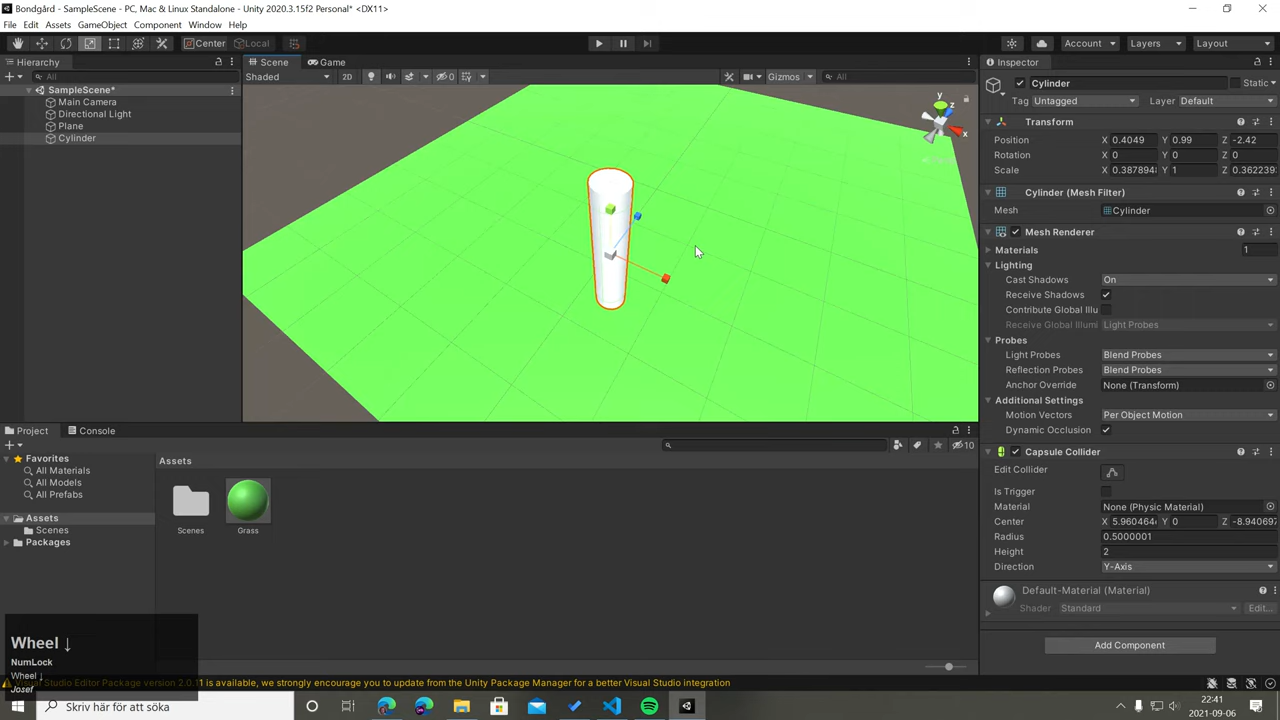 Bondgård - SampleScene - PC, Mac & Linux Standalone - Unity 2020.3.15f2 Personal* <DX11>
File Edit Assets GameObject Component Window Help
Center Local Account Layers Layout
Hierarchy
All
SampleScene*
Main Camera
Directional Light
Plane
Cylinder
Scene Game
Shaded 2D 0 Gizmos All
y
z
x
Inspector
Cylinder Static
Tag Untagged Layer Default
Transform
Position X 0.4049 Y 0.99 Z -2.42
Rotation X 0 Y 0 Z 0
Scale X 0.387894 Y 1 Z 0.362239
Cylinder (Mesh Filter)
Mesh Cylinder
Mesh Renderer
Materials 1
Lighting
Cast Shadows On
Receive Shadows
Contribute Global Illu
Receive Global Illumi Light Probes
Probes
Light Probes Blend Probes
Reflection Probes Blend Probes
Anchor Override None (Transform)
Additional Settings
Motion Vectors Per Object Motion
Dynamic Occlusion
Capsule Collider
Edit Collider
Is Trigger
Material None (Physic Material)
Center X 5.960464 Y 0 Z -8.940697
Radius 0.5000001
Height 2
Direction Y-Axis
Default-Material (Material)
Shader Standard Edit...
Add Component
Project Console
10
Favorites
All Materials
All Models
All Prefabs
Assets
Scenes
Packages
Assets
Scenes
Grass
Wheel ↓
NumLock
Wheel ↓
Josef
Visual Studio Editor Package version 2.0.11 is available, we strongly encourage you to update from the Unity Package Manager for a better Visual Studio integration
Skriv här för att söka
22:41
2021-09-06